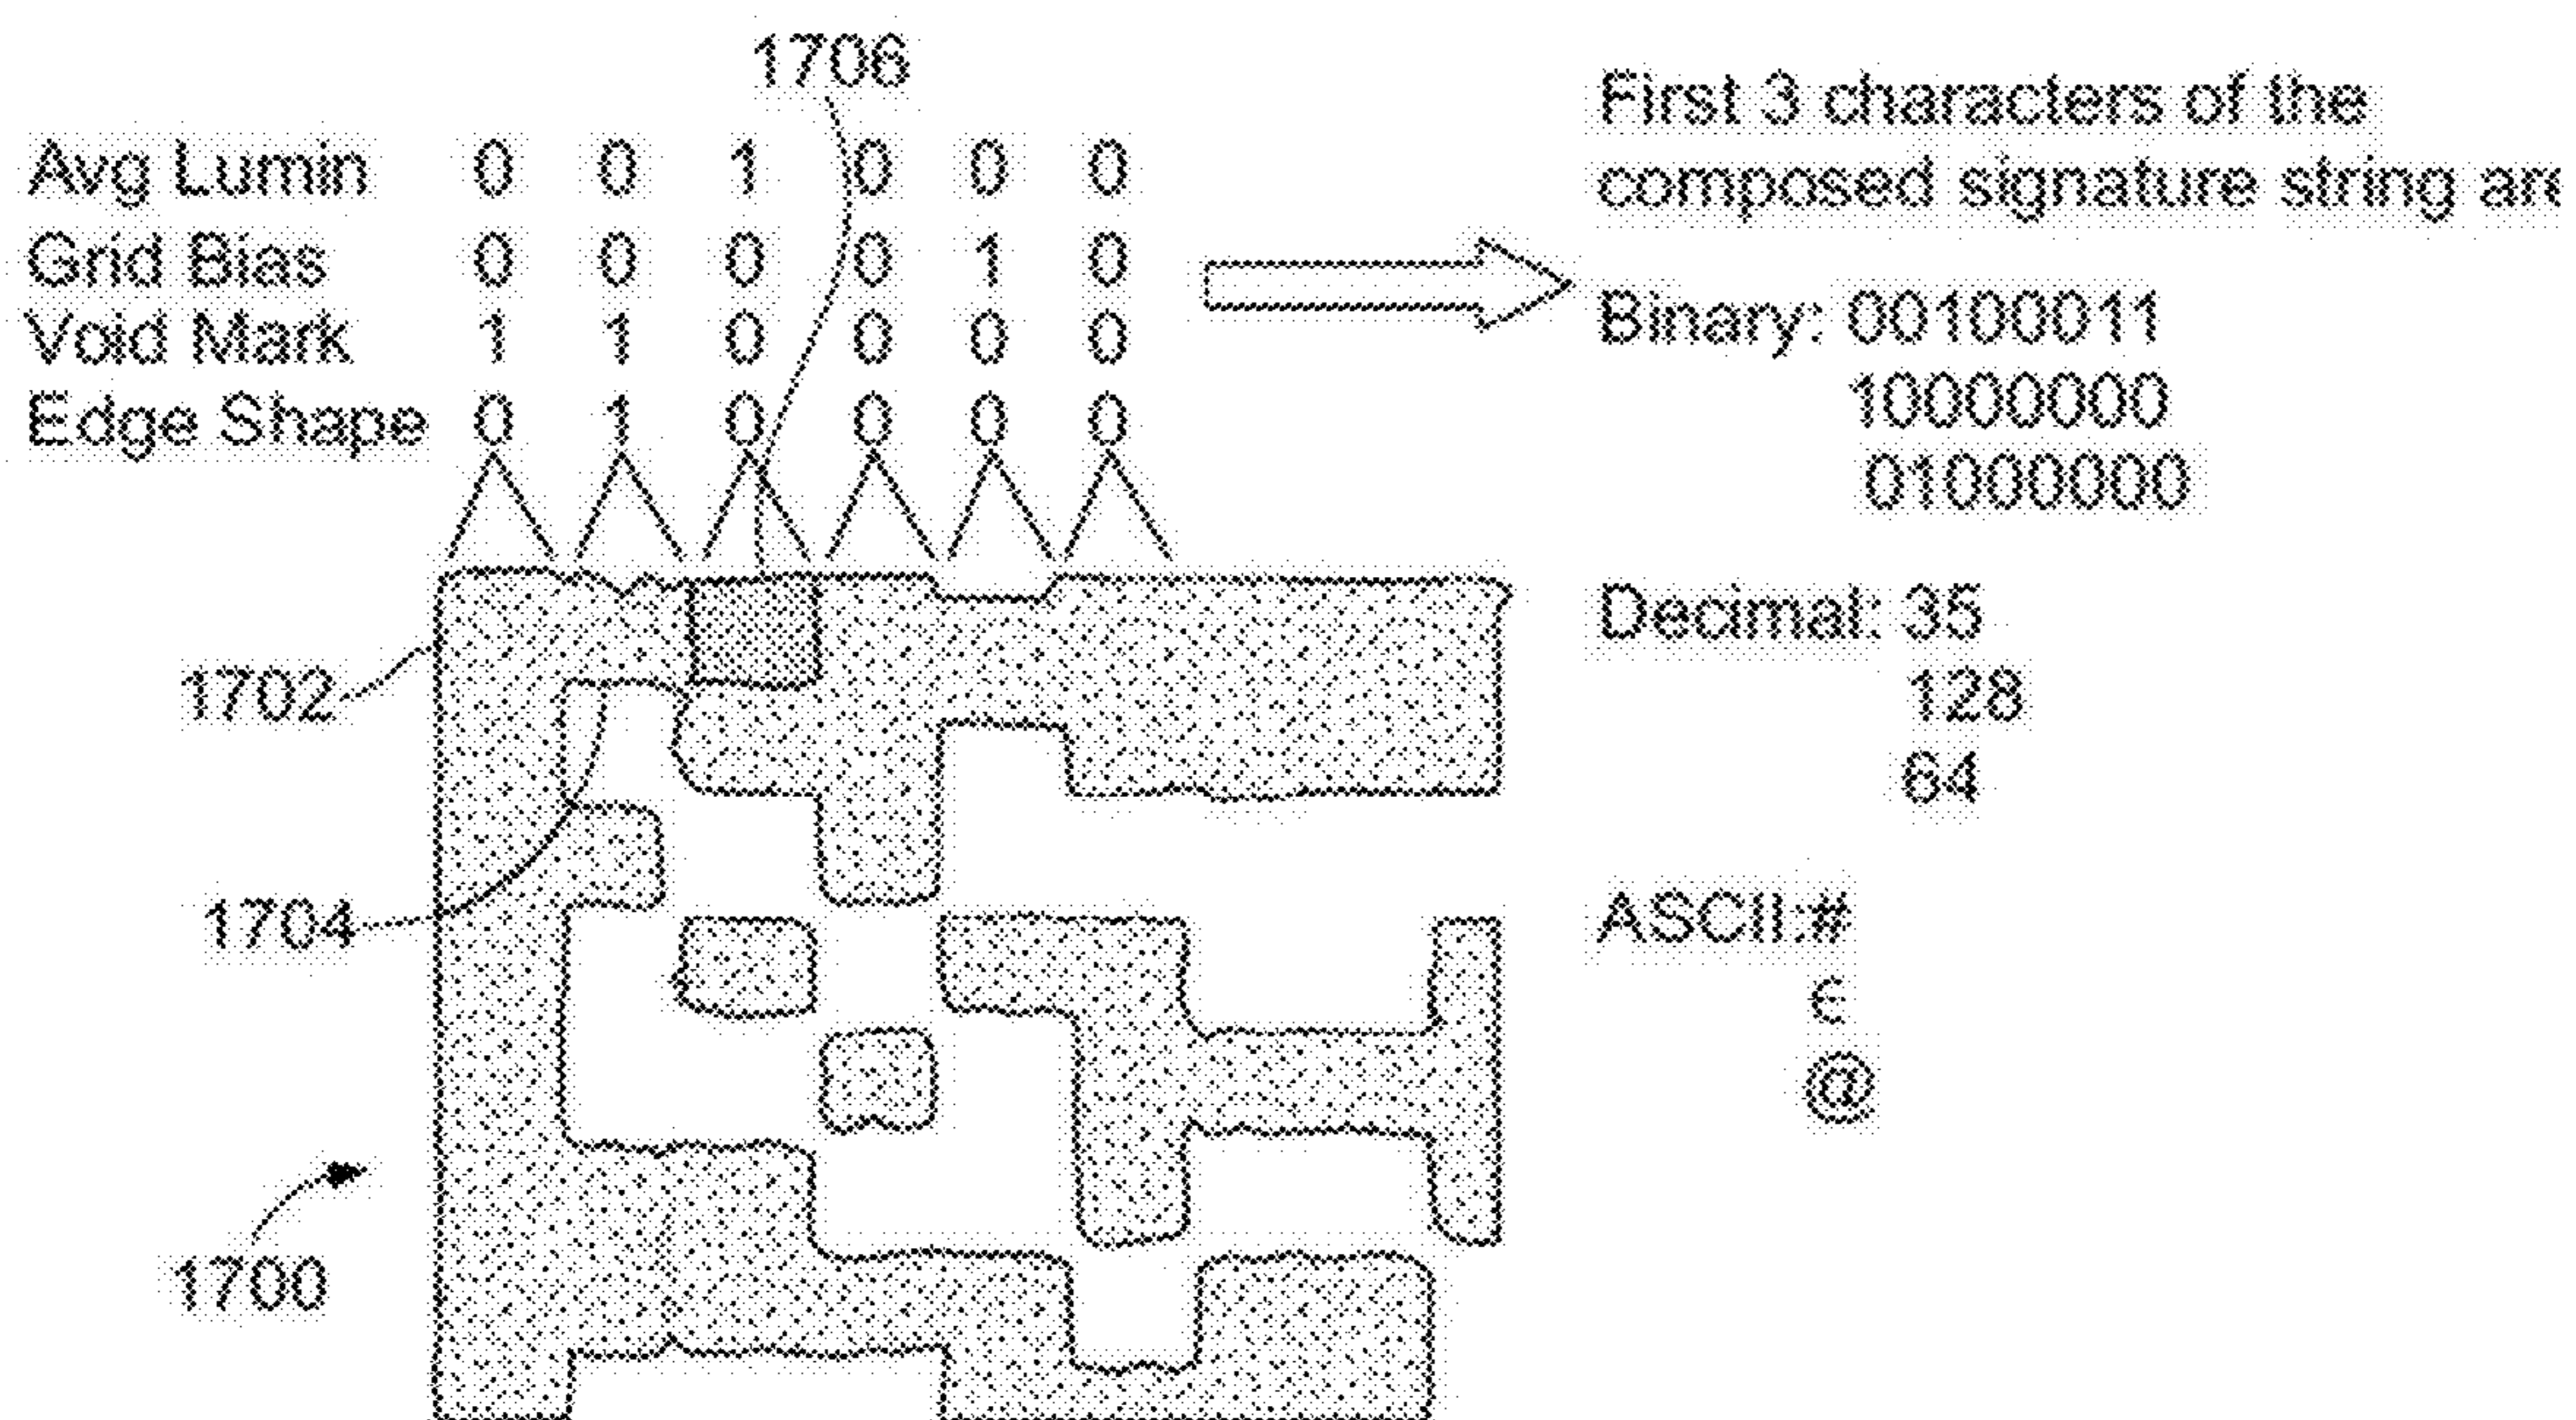 1706
Avg Lumin 0 0 1 0 0 0
Grid Bias 0 0 0 0 1 0
Void Mark 1 1 0 0 0 0
Edge Shape 0 1 0 0 0 0
First 3 characters of the
composed signature string are
Binary: 00100011
10000000
01000000
Decimal: 35
128
64
ASCII:#
€
@
1702
1704
1700